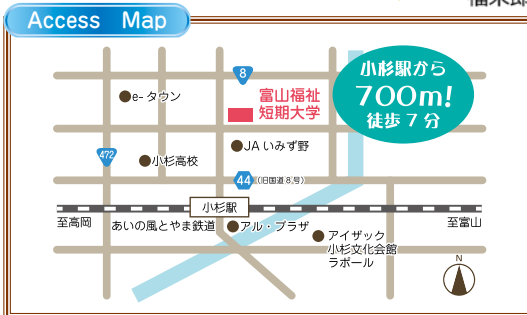 Access Map
8
小杉駅から
700m!
徒歩7分
e-タウン
富山福祉
短期大学
472
小杉高校
JAいみず野
44
(旧国道8号)
小杉駅
至高岡
あいの風とやま鉄道
アル・プラザ
至富山
アイザック
小杉文化会館
ラポール
N